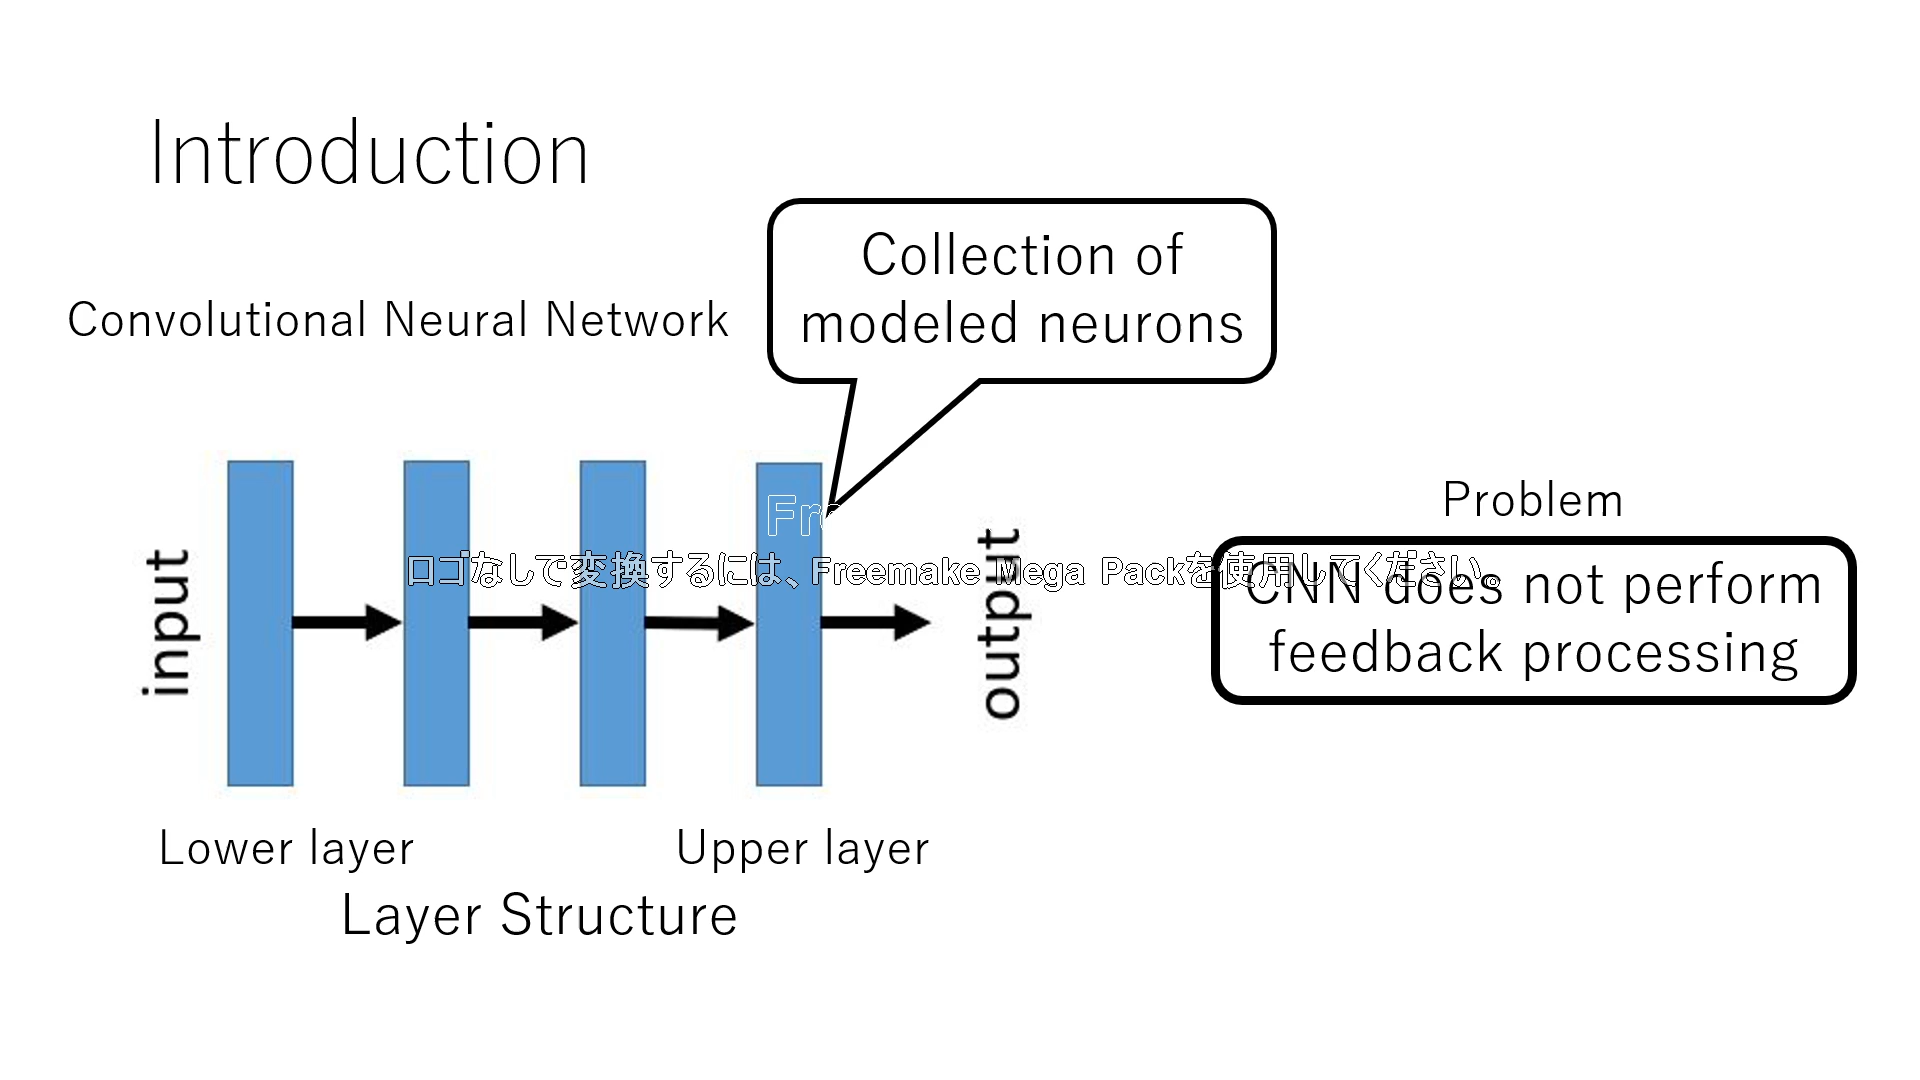 Introduction
Collection of
modeled neurons
Convolutional Neural Network
input
output
Problem
CNN does not perform
feedback processing
ロゴなしで変換するには、Freemake Mega Packを使用してください。
Lower layer
Upper layer
Layer Structure